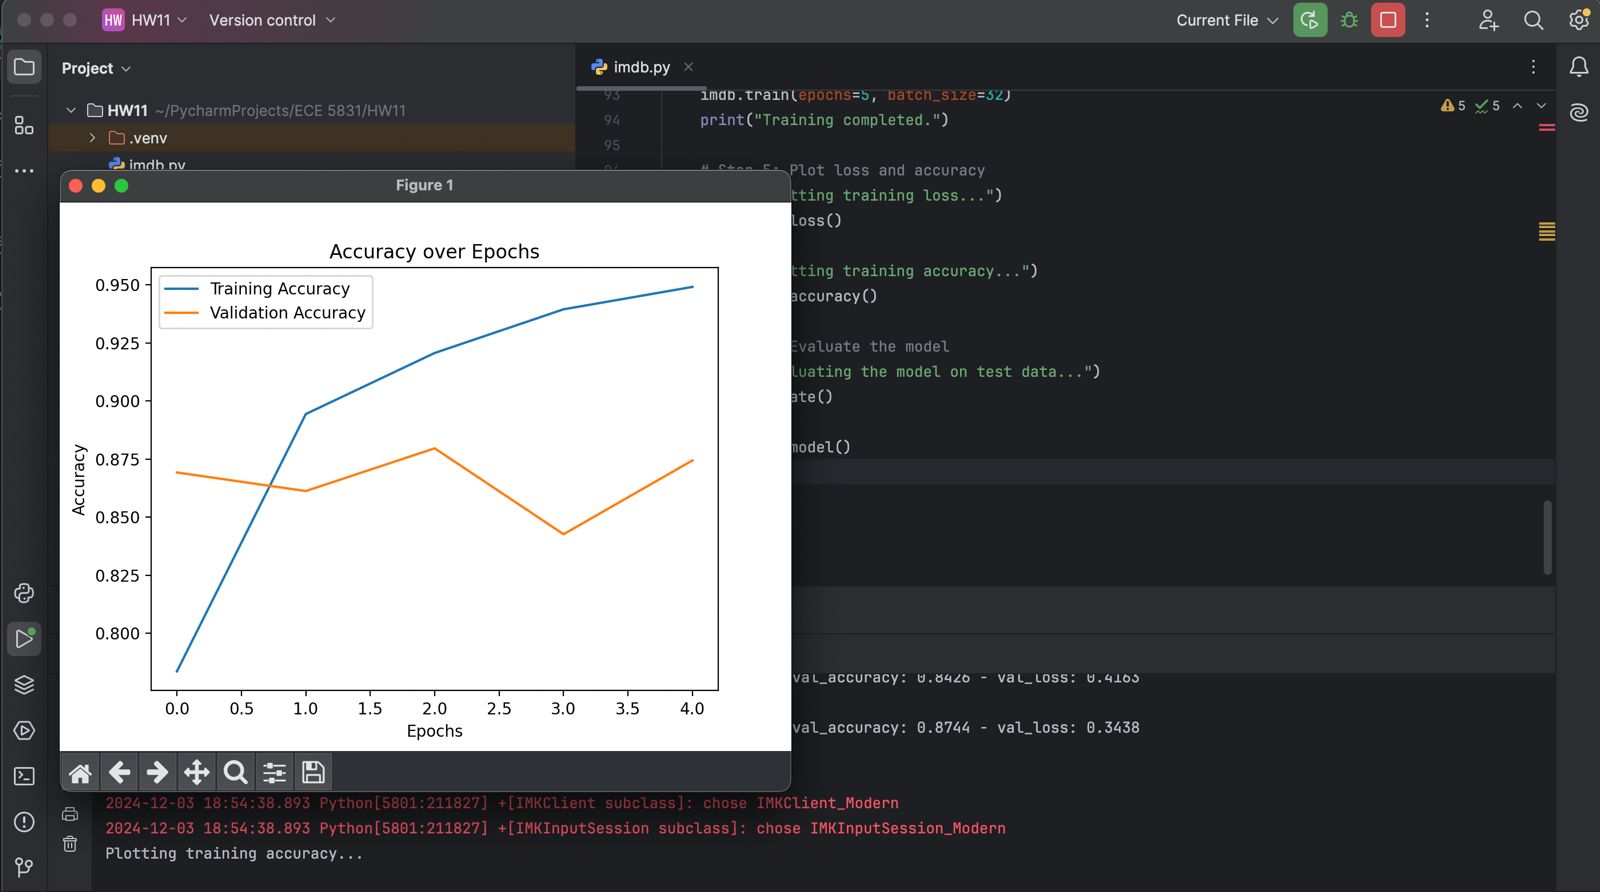 HW HW11 Version control Current File
Project
imdb.py
HW11 ~/PycharmProjects/ECE 5831/HW11
.venv
imdb.py
5 5
93 imdb.train(epochs=5, batch_size=32)
94 print("Training completed.")
95
# Step 5: Plot loss and accuracy
tting training loss...")
loss()
tting training accuracy...")
accuracy()
Evaluate the model
luating the model on test data...")
ate()
model()
Figure 1
Accuracy over Epochs
Training Accuracy
Validation Accuracy
Accuracy
0.950
0.925
0.900
0.875
0.850
0.825
0.800
0.0 0.5 1.0 1.5 2.0 2.5 3.0 3.5 4.0
Epochs
val_accuracy: 0.8426 - val_loss: 0.4163
val_accuracy: 0.8744 - val_loss: 0.3438
2024-12-03 18:54:38.893 Python[5801:211827] +[IMKClient subclass]: chose IMKClient_Modern
2024-12-03 18:54:38.893 Python[5801:211827] +[IMKInputSession subclass]: chose IMKInputSession_Modern
Plotting training accuracy...